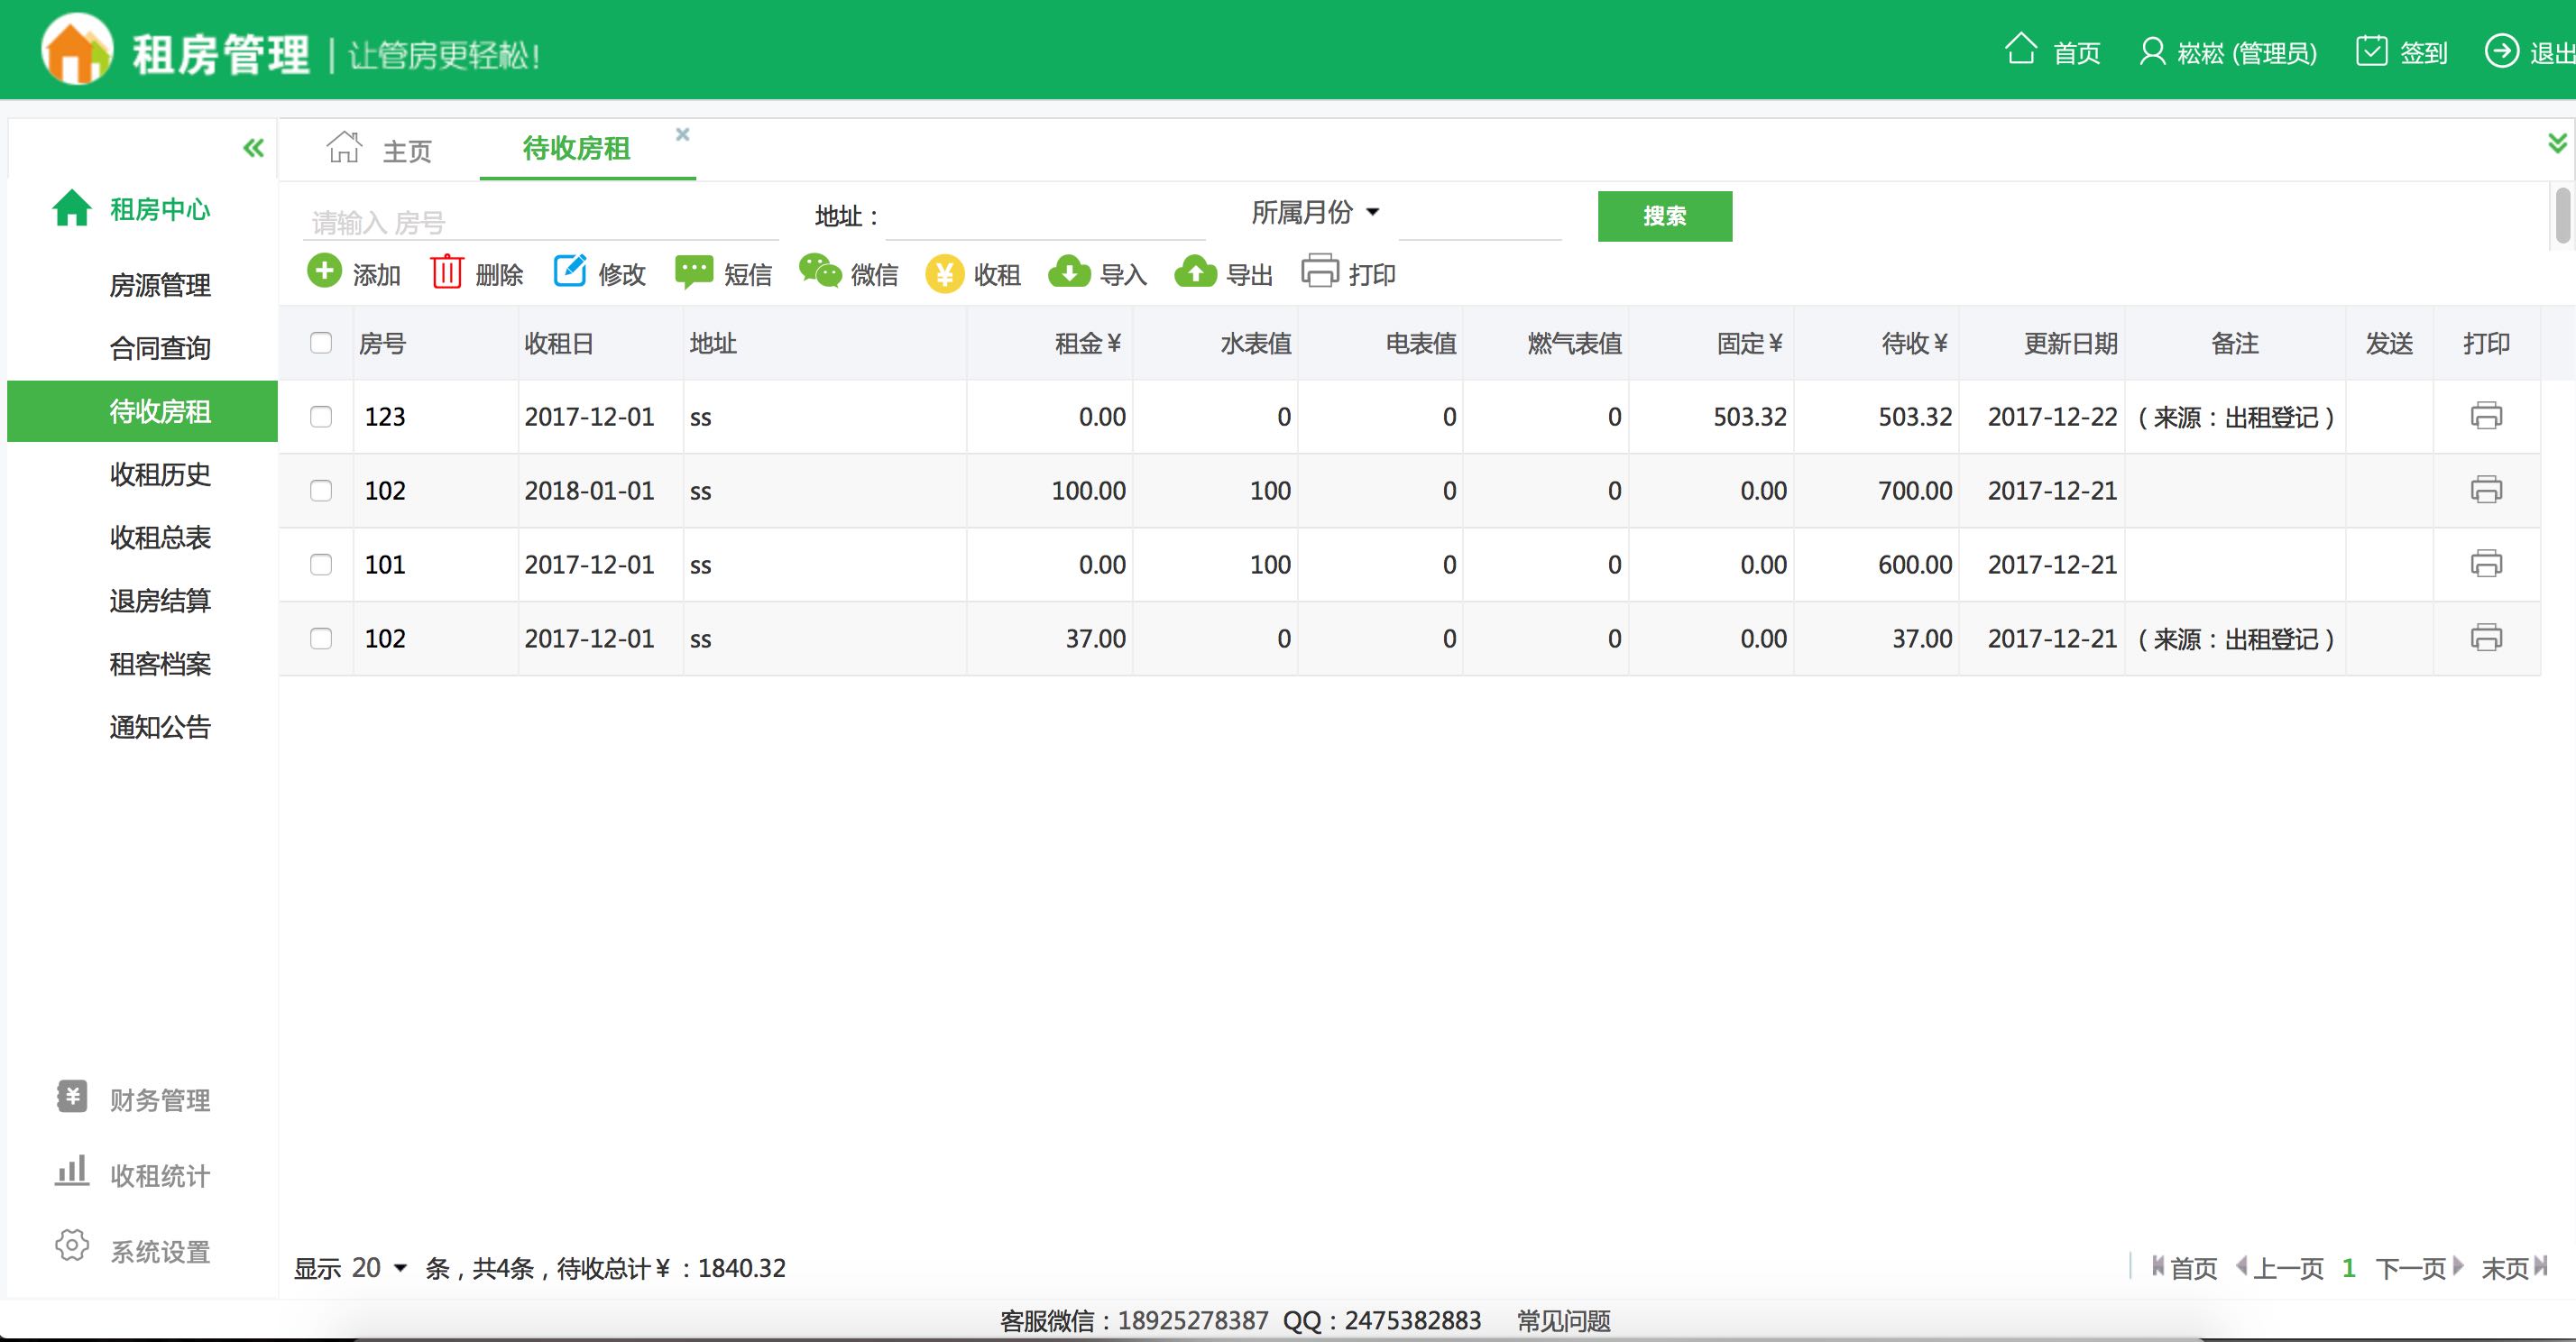 租房管理 | 让管房更轻松!
首页 崧崧 (管理员) 签到 退出
主页 待收房租
租房中心
房源管理
合同查询
待收房租
收租历史
收租总表
退房结算
租客档案
通知公告
财务管理
收租统计
系统设置
请输入 房号 地址： 所属月份 搜索
添加 删除 修改 短信 微信 收租 导入 导出 打印
房号 收租日 地址 租金¥ 水表值 电表值 燃气表值 固定¥ 待收¥ 更新日期 备注 发送 打印
123 2017-12-01 ss 0.00 0 0 0 503.32 503.32 2017-12-22 （来源：出租登记）
102 2018-01-01 ss 100.00 100 0 0 0.00 700.00 2017-12-21
101 2017-12-01 ss 0.00 100 0 0 0.00 600.00 2017-12-21
102 2017-12-01 ss 37.00 0 0 0 0.00 37.00 2017-12-21 （来源：出租登记）
显示 20 条，共4条，待收总计¥：1840.32
首页 上一页 1 下一页 末页
客服微信：18925278387 QQ：2475382883 常见问题